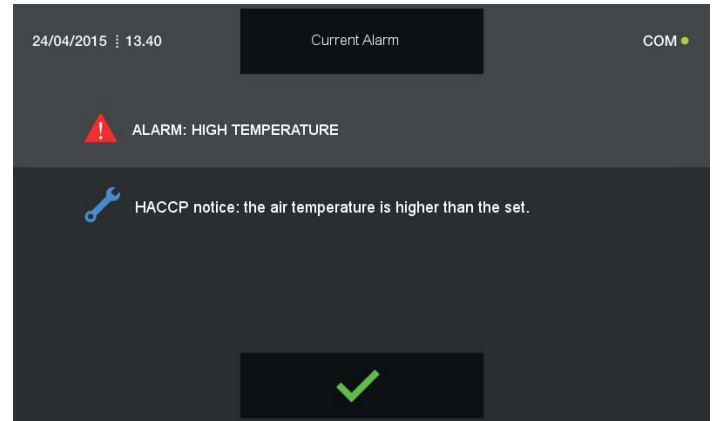 24/04/2015 ⋮ 13.40
Current Alarm
COM
ALARM: HIGH TEMPERATURE
HACCP notice: the air temperature is higher than the set.